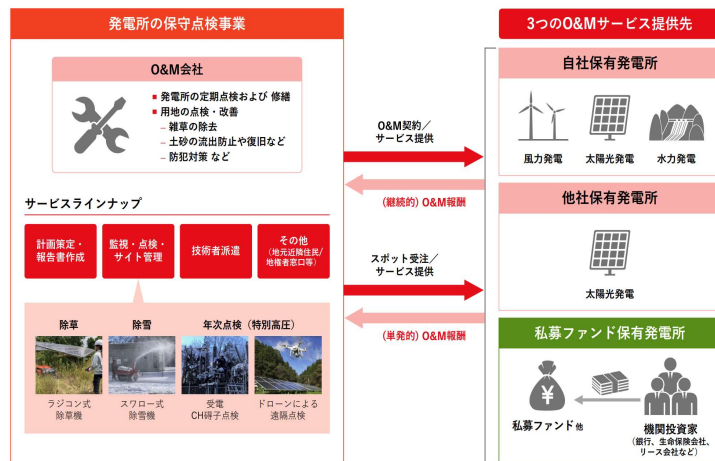 発電所の保守点検事業
O&M会社
■ 発電所の定期点検および 修繕
■ 用地の点検・改善
– 雑草の除去
– 土砂の流出防止や復旧など
– 防犯対策 など
サービスラインナップ
計画策定・
報告書作成
監視・点検・
サイト管理
技術者派遣
その他
(地元近隣住民/
地権者窓口等)
除草
除雪
年次点検（特別高圧）
ラジコン式
除草機
スワロー式
除雪機
受電
CH碍子点検
ドローンによる
遠隔点検
O&M契約／
サービス提供
(継続的) O&M報酬
スポット受注／
サービス提供
(単発的) O&M報酬
3つのO&Mサービス提供先
自社保有発電所
風力発電
太陽光発電
水力発電
他社保有発電所
太陽光発電
私募ファンド保有発電所
¥
私募ファンド 他
機関投資家
(銀行、生命保険会社、
リース会社など)